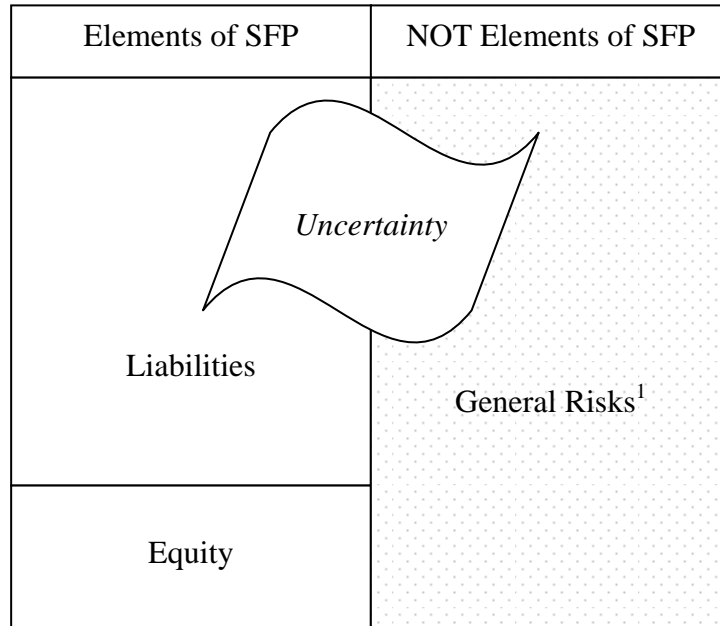 Elements of SFP
NOT Elements of SFP
Uncertainty
Liabilities
General Risks¹
Equity